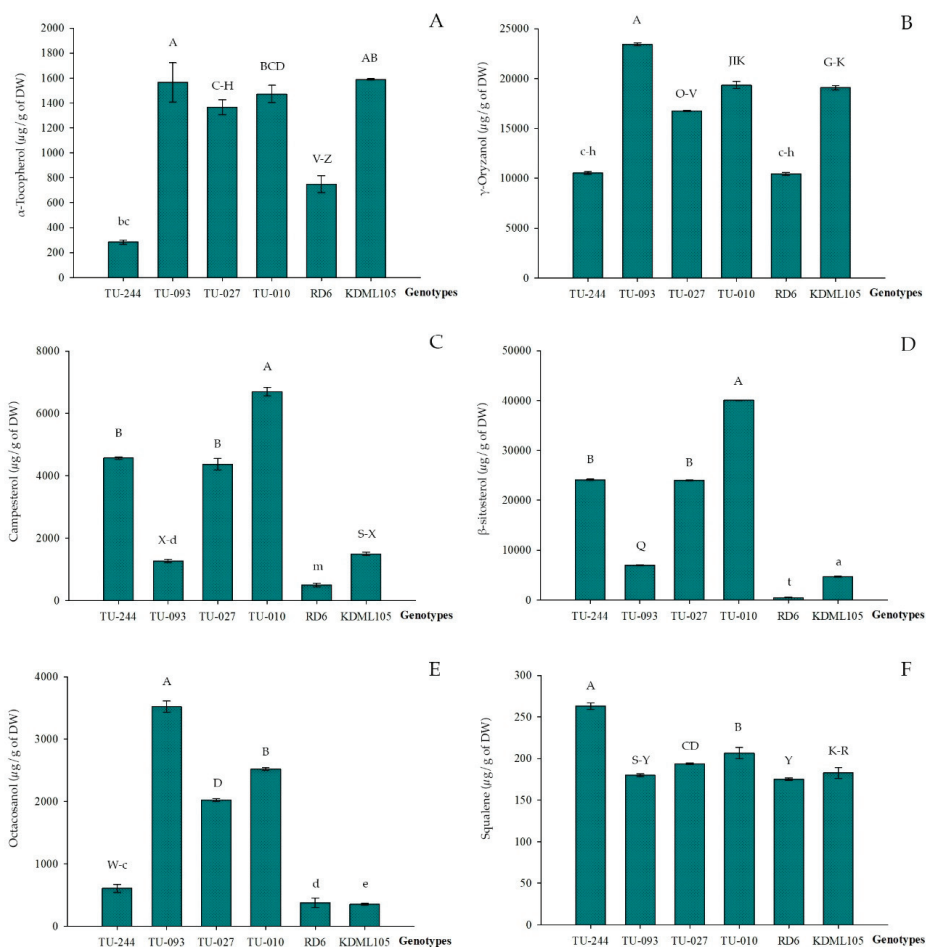 A
α-Tocopherol (µg/g of DW)
2000
1800
1600
1400
1200
1000
800
600
400
200
0
bc
A
C-H
BCD
V-Z
AB
TU-244 TU-093 TU-027 TU-010 RD6 KDML105 Genotypes
B
γ-Oryzanol (µg/g of DW)
25000
20000
15000
10000
5000
0
c-h
A
O-V
JIK
c-h
G-K
TU-244 TU-093 TU-027 TU-010 RD6 KDML105 Genotypes
C
Campesterol (µg/g of DW)
8000
6000
4000
2000
0
B
X-d
B
A
m
S-X
TU-244 TU-093 TU-027 TU-010 RD6 KDML105 Genotypes
D
β-sitosterol (µg/g of DW)
50000
40000
30000
20000
10000
0
B
Q
B
A
t
a
TU-244 TU-093 TU-027 TU-010 RD6 KDML105 Genotypes
E
Octacosanol (µg/g of DW)
4000
3000
2000
1000
0
W-c
A
D
B
d
e
TU-244 TU-093 TU-027 TU-010 RD6 KDML105 Genotypes
F
Squalene (µg/g of DW)
300
250
200
150
100
50
0
A
S-Y
CD
B
Y
K-R
TU-244 TU-093 TU-027 TU-010 RD6 KDML105 Genotypes